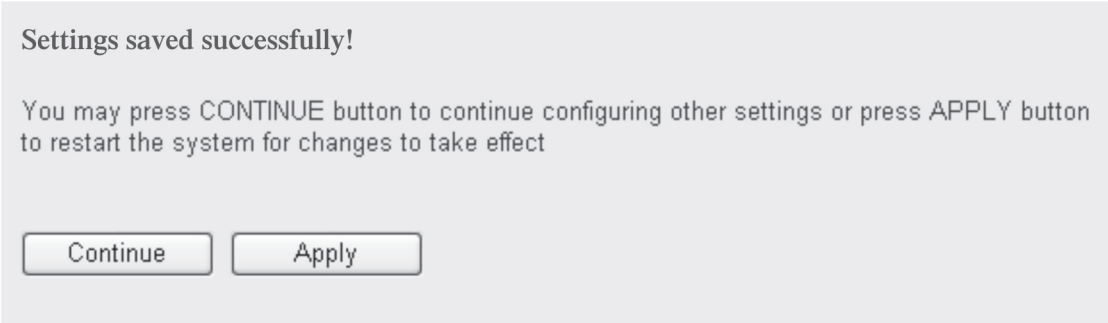 Settings saved successfully!
You may press CONTINUE button to continue configuring other settings or press APPLY button
to restart the system for changes to take effect
Continue
Apply